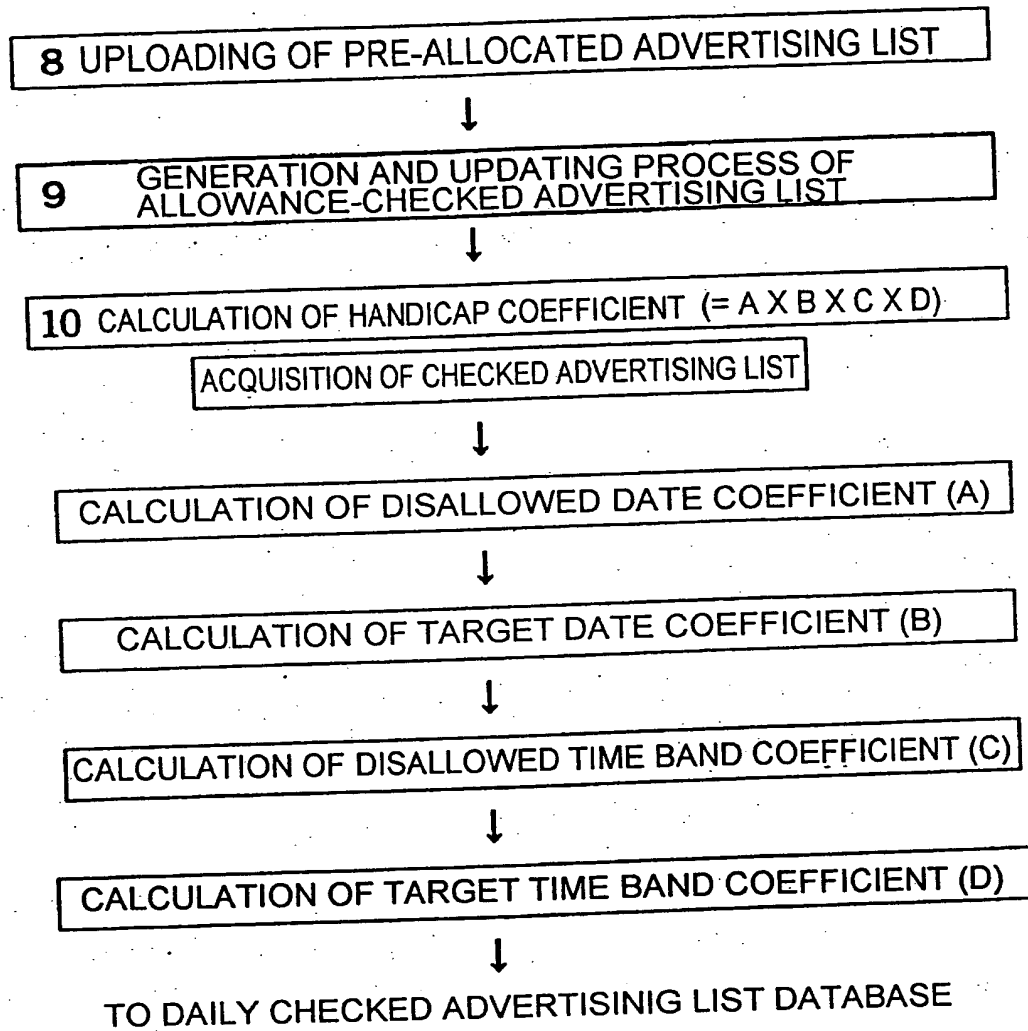 8 UPLOADING OF PRE-ALLOCATED ADVERTISING LIST
↓
9 GENERATION AND UPDATING PROCESS OF
ALLOWANCE-CHECKED ADVERTISING LIST
↓
10 CALCULATION OF HANDICAP COEFFICIENT (= A X B X C X D)
ACQUISITION OF CHECKED ADVERTISING LIST
↓
CALCULATION OF DISALLOWED DATE COEFFICIENT (A)
↓
CALCULATION OF TARGET DATE COEFFICIENT (B)
↓
CALCULATION OF DISALLOWED TIME BAND COEFFICIENT (C)
↓
CALCULATION OF TARGET TIME BAND COEFFICIENT (D)
↓
TO DAILY CHECKED ADVERTISINIG LIST DATABASE